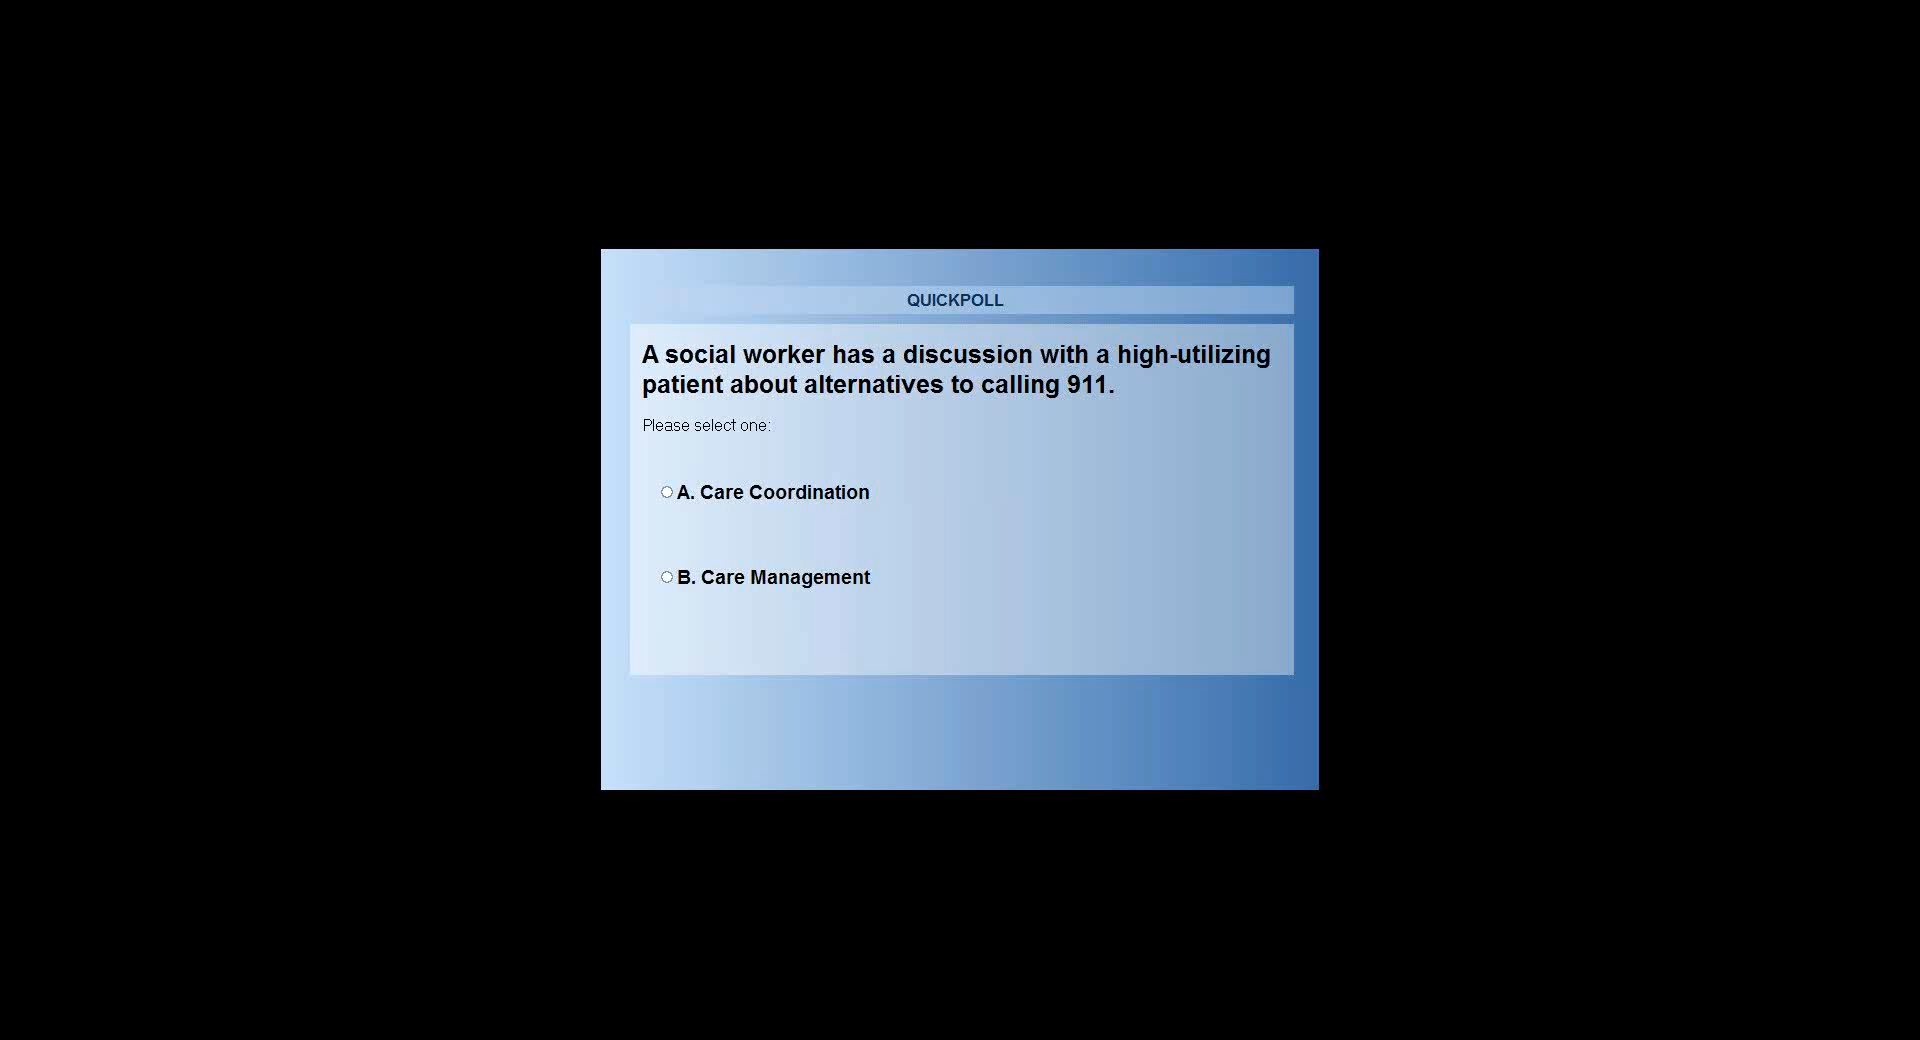 QUICKPOLL
A social worker has a discussion with a high-utilizing
patient about alternatives to calling 911.
Please select one:
A. Care Coordination
B. Care Management